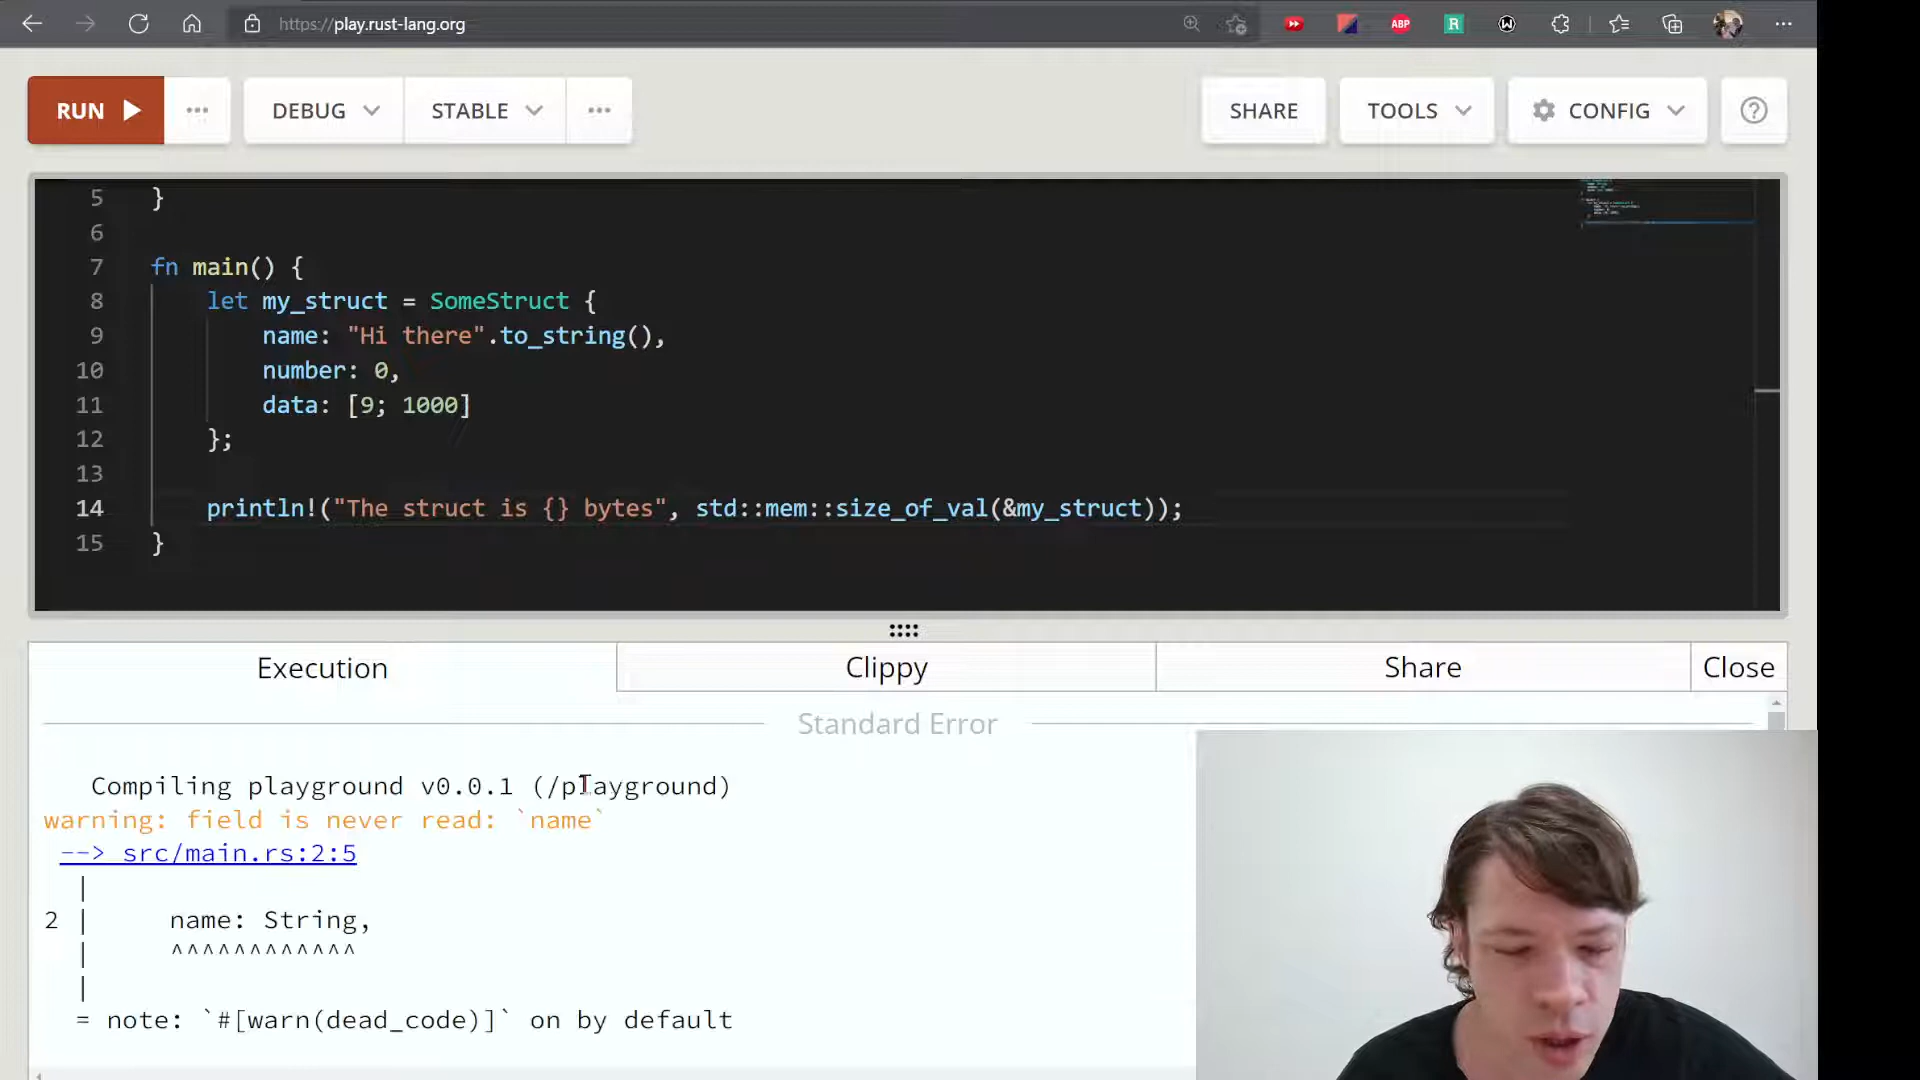 https://play.rust-lang.org
ABP
R
RUN
DEBUG
STABLE
SHARE
TOOLS
CONFIG
5 }
6
7 fn main() {
8 let my_struct = SomeStruct {
9 name: "Hi there".to_string(),
10 number: 0,
11 data: [9; 1000]
12 };
13
14 println!("The struct is {} bytes", std::mem::size_of_val(&my_struct));
15 }
Execution
Clippy
Share
Close
Standard Error
Compiling playground v0.0.1 (/playground)
warning: field is never read: `name`
--> src/main.rs:2:5
|
2 | name: String,
| ^^^^^^^^^^^^
|
= note: `#[warn(dead_code)]` on by default